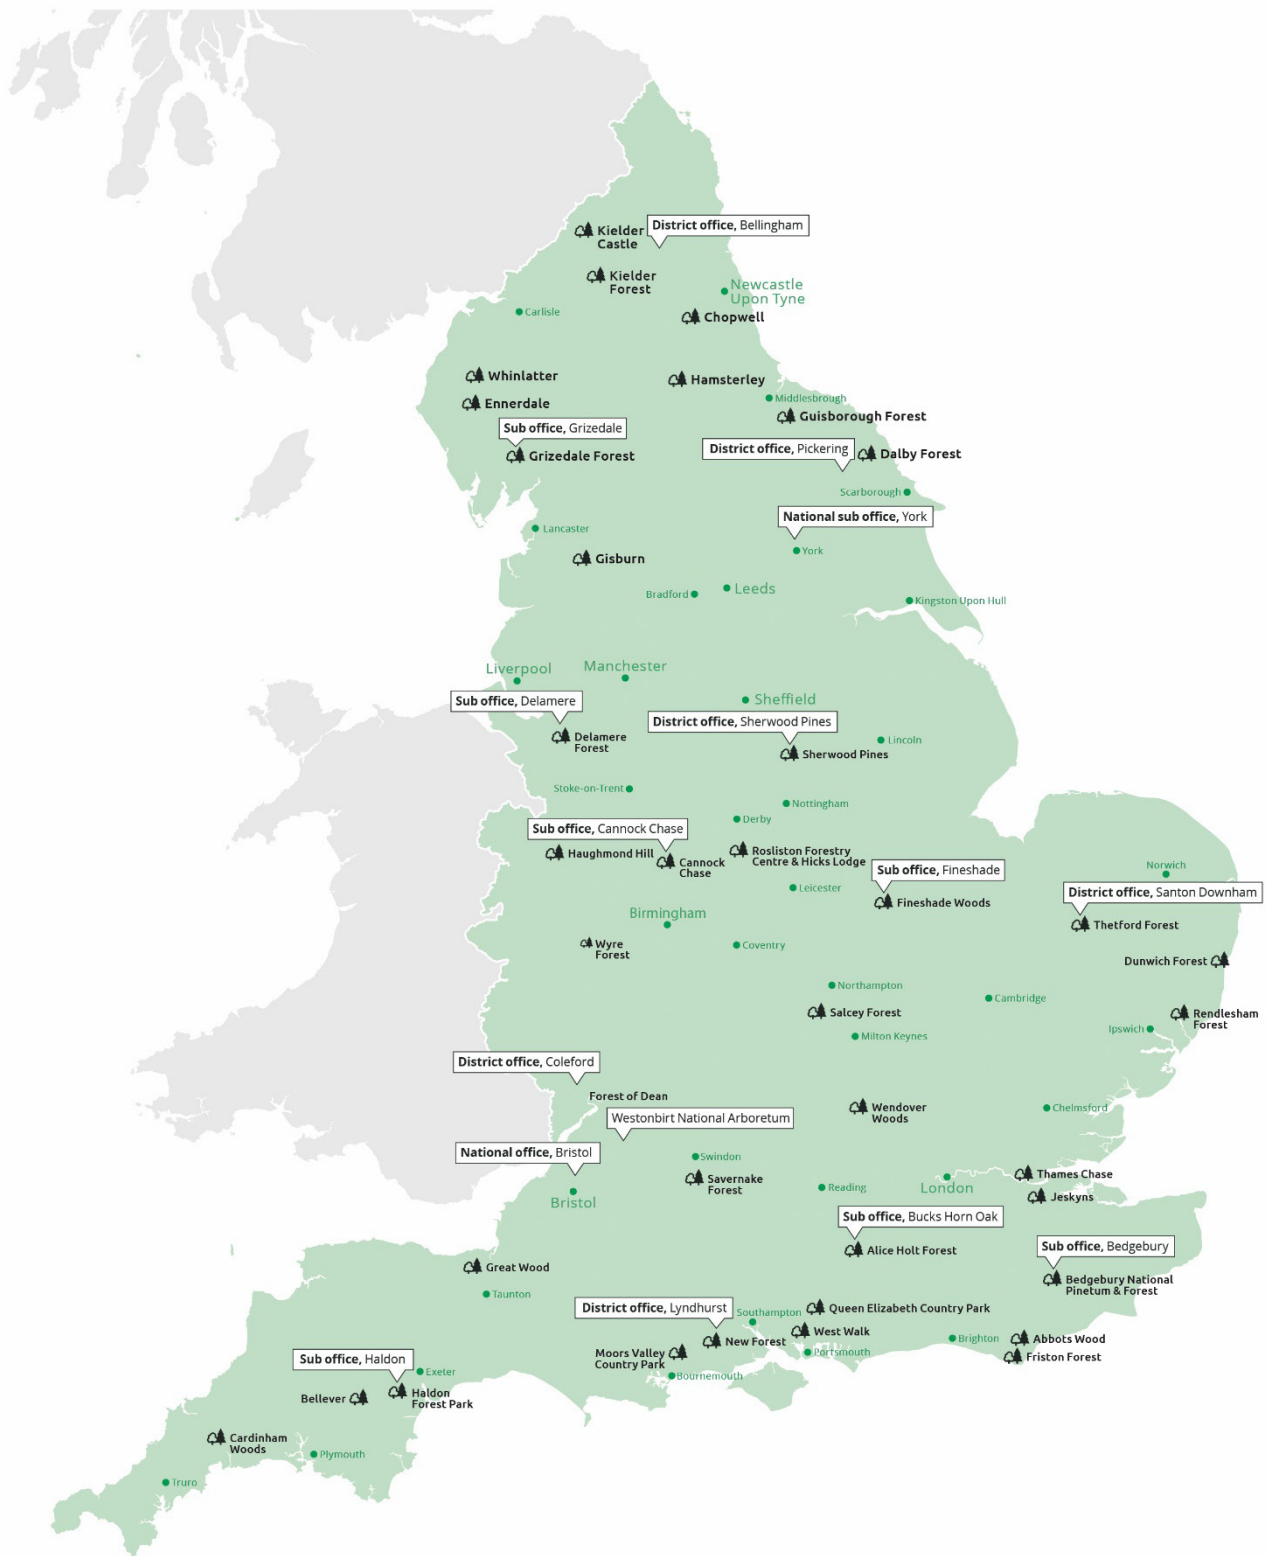 District office, Bellingham
Kielder
Castle
Kielder
Forest
Newcastle
Upon Tyne
Carlisle
Chopwell
Whinlatter
Hamsterley
Ennerdale
Middlesbrough
Guisborough Forest
Sub office, Grizedale
Grizedale Forest
District office, Pickering
Dalby Forest
Scarborough
National sub office, York
Lancaster
York
Gisburn
Bradford
Leeds
Kingston Upon Hull
Liverpool
Manchester
Sub office, Delamere
Sheffield
District office, Sherwood Pines
Delamere
Forest
Lincoln
Sherwood Pines
Stoke-on-Trent
Nottingham
Derby
Sub office, Cannock Chase
Haughmond Hill
Cannock
Chase
Rosliston Forestry
Centre & Hicks Lodge
Sub office, Fineshade
Norwich
Leicester
Fineshade Woods
District office, Santon Downham
Thetford Forest
Birmingham
Wyre
Forest
Coventry
Dunwich Forest
Northampton
Cambridge
Salcey Forest
Rendlesham
Forest
Milton Keynes
Ipswich
District office, Coleford
Forest of Dean
Westonbirt National Arboretum
Wendover
Woods
Chelmsford
National office, Bristol
Swindon
Savernake
Forest
Thames Chase
Reading
London
Jeskyns
Bristol
Sub office, Bucks Horn Oak
Alice Holt Forest
Sub office, Bedgebury
Great Wood
Bedgebury National
Pinetum & Forest
Taunton
District office, Lyndhurst
Southampton
Queen Elizabeth Country Park
New Forest
West Walk
Brighton
Abbots Wood
Moors Valley
Country Park
Portsmouth
Friston Forest
Sub office, Haldon
Exeter
Bournemouth
Bellever
Haldon
Forest Park
Cardinham
Woods
Plymouth
Truro